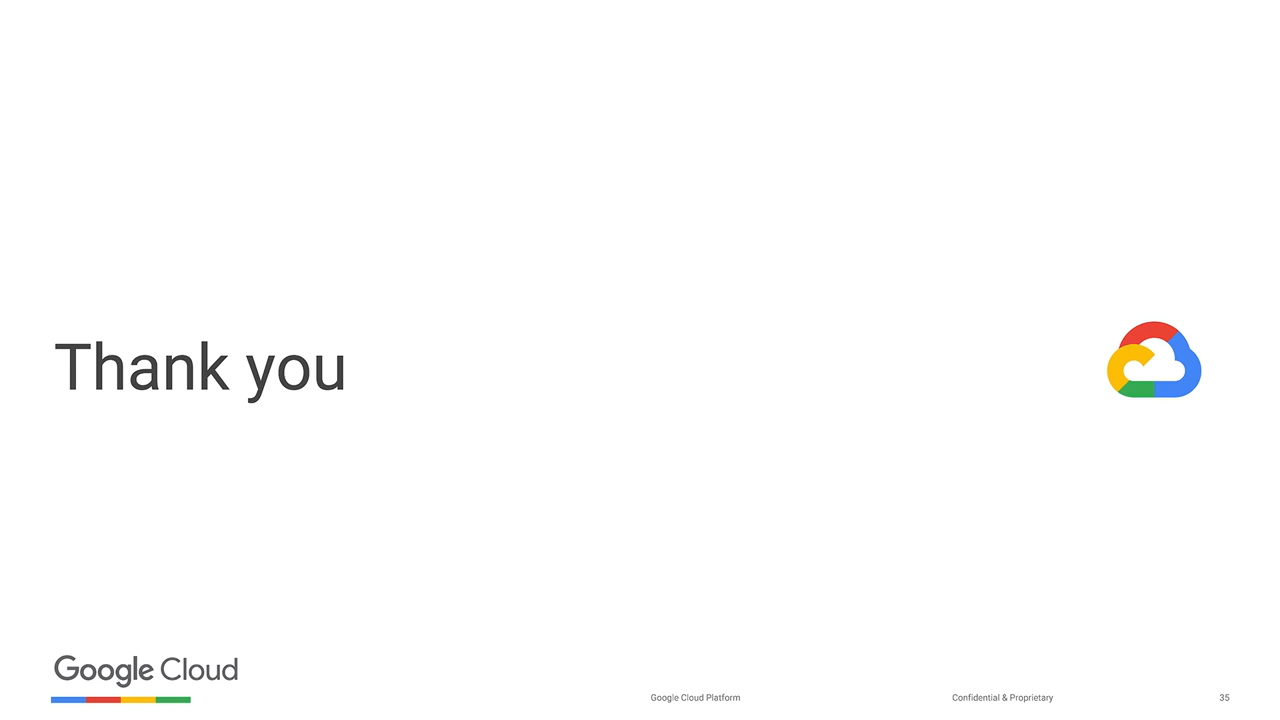 Thank you
Google Cloud
Google Cloud Platform
Confidential & Proprietary
35